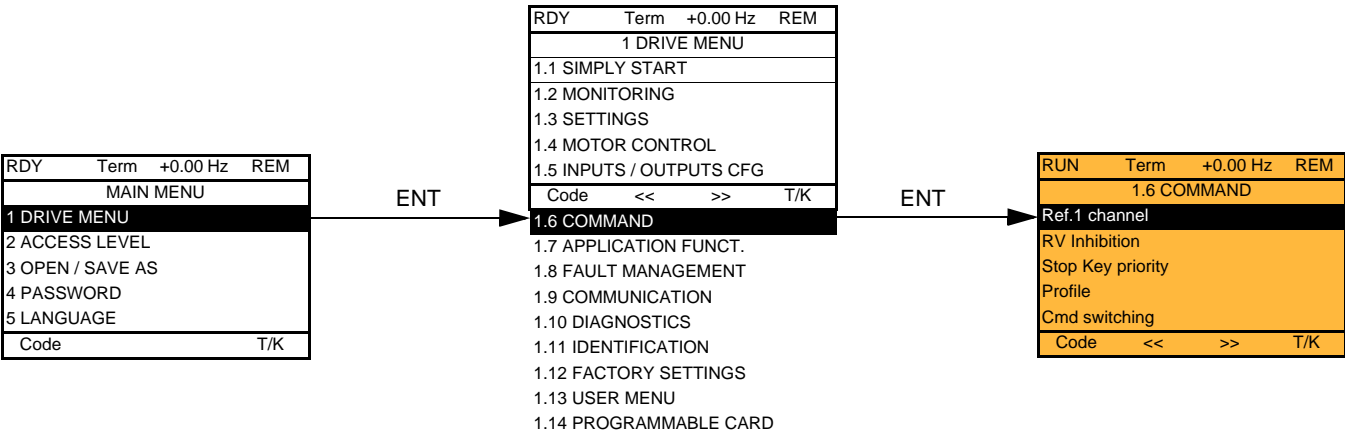 RDY Term +0.00 Hz REM
MAIN MENU
1 DRIVE MENU
2 ACCESS LEVEL
3 OPEN / SAVE AS
4 PASSWORD
5 LANGUAGE
Code T/K
ENT
RDY Term +0.00 Hz REM
1 DRIVE MENU
1.1 SIMPLY START
1.2 MONITORING
1.3 SETTINGS
1.4 MOTOR CONTROL
1.5 INPUTS / OUTPUTS CFG
Code << >> T/K
1.6 COMMAND
1.7 APPLICATION FUNCT.
1.8 FAULT MANAGEMENT
1.9 COMMUNICATION
1.10 DIAGNOSTICS
1.11 IDENTIFICATION
1.12 FACTORY SETTINGS
1.13 USER MENU
1.14 PROGRAMMABLE CARD
ENT
RUN Term +0.00 Hz REM
1.6 COMMAND
Ref.1 channel
RV Inhibition
Stop Key priority
Profile
Cmd switching
Code << >> T/K